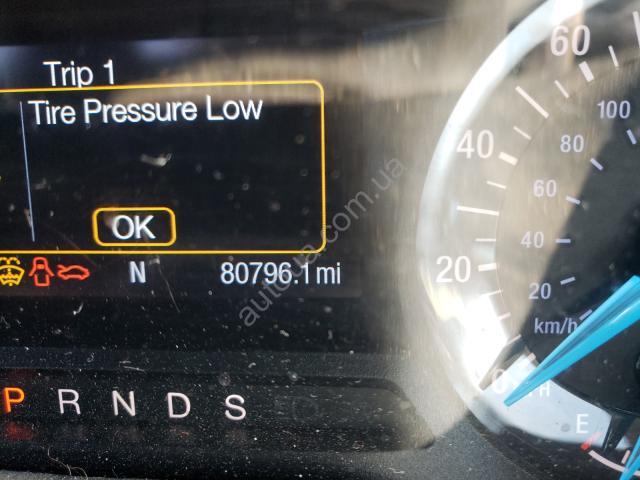 Trip 1
Tire Pressure Low
OK
N
80796.1 mi
P R N D S
60
40
20
0
100
80
60
40
20
km/h
E
autoua.com.ua